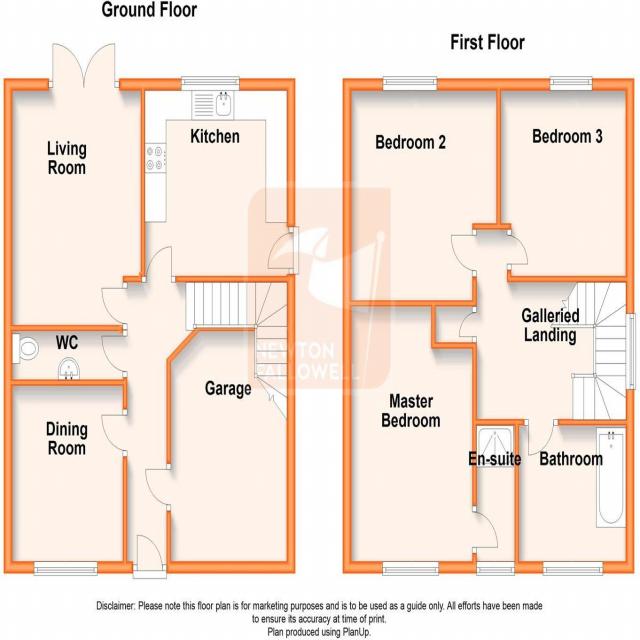 Ground Floor
First Floor
Living
Room
Kitchen
Bedroom 2
Bedroom 3
WC
Galleried
Landing
NEWTON
FALLOWELL
Garage
Dining
Room
Master
Bedroom
En-suite
Bathroom
Disclaimer: Please note this floor plan is for marketing purposes and is to be used as a guide only. All efforts have been made
to ensure its accuracy at time of print.
Plan produced using PlanUp.